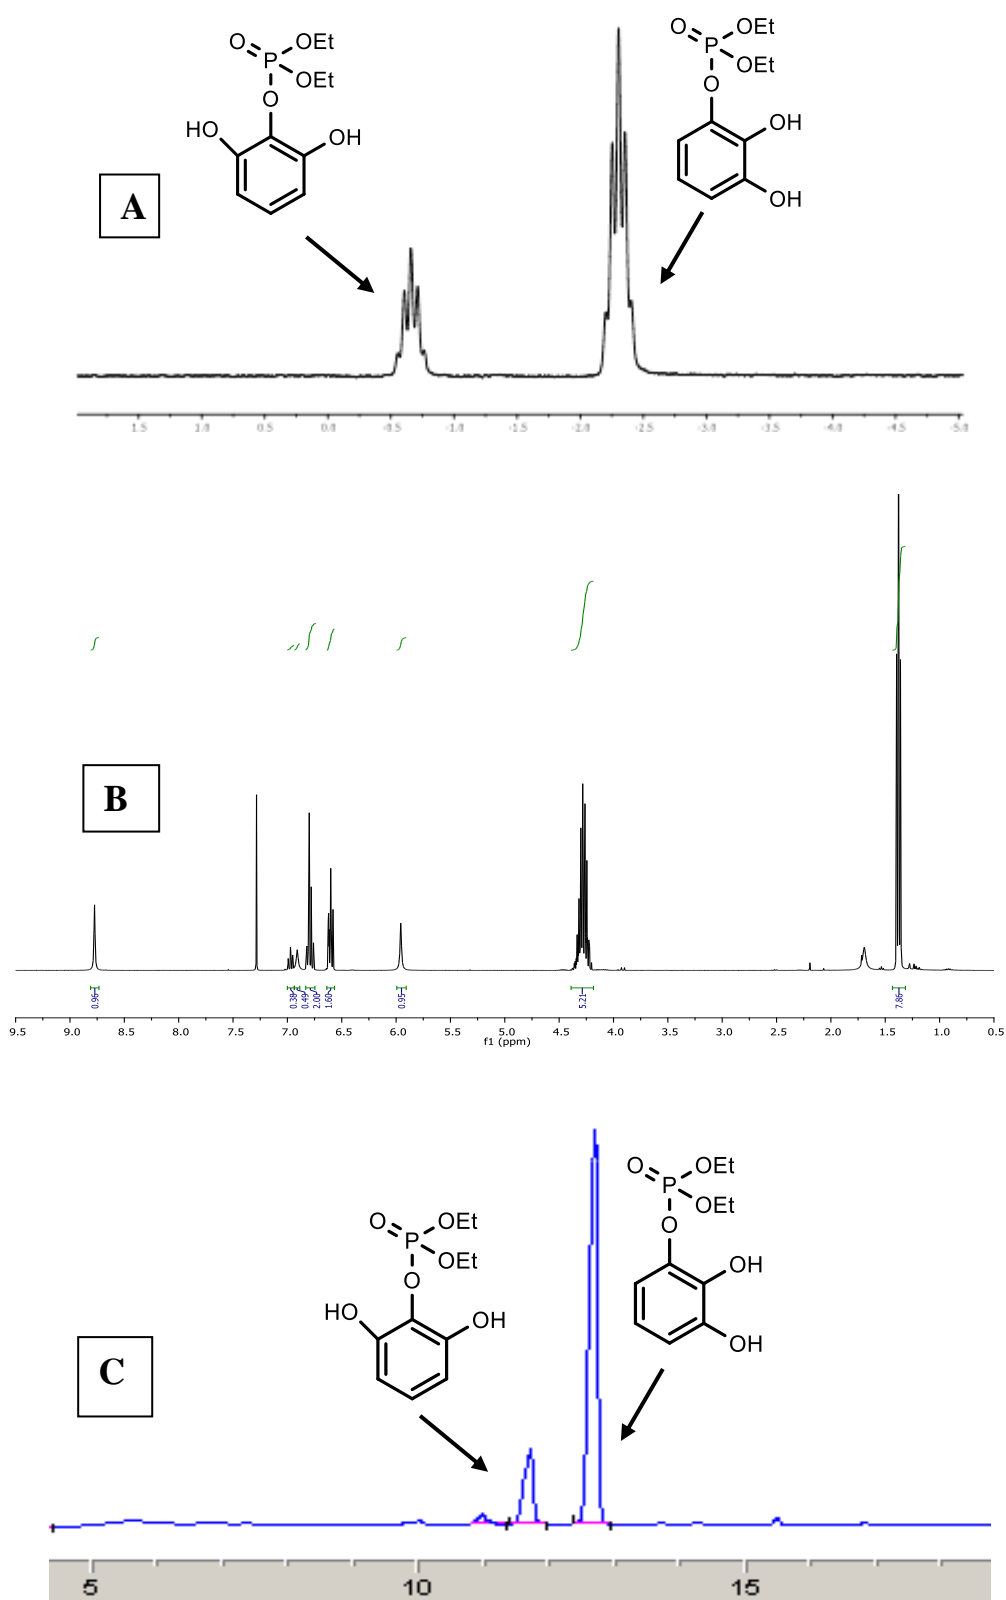 O OEt
P
OEt
O
HO OH
O OEt
P
OEt
O
OH
OH
A
1.5 1.0 0.5 0.0 -0.5 -1.0 -1.5 -2.0 -2.5 -3.0 -3.5 -4.0 -4.5 -5.0
B
0.96 0.38 0.49 2.00 1.60 0.95 5.21 7.86
9.5 9.0 8.5 8.0 7.5 7.0 6.5 6.0 5.5 5.0 4.5 4.0 3.5 3.0 2.5 2.0 1.5 1.0 0.5
f1 (ppm)
O OEt
P
OEt
O
HO OH
O OEt
P
OEt
O
OH
OH
C
5 10 15